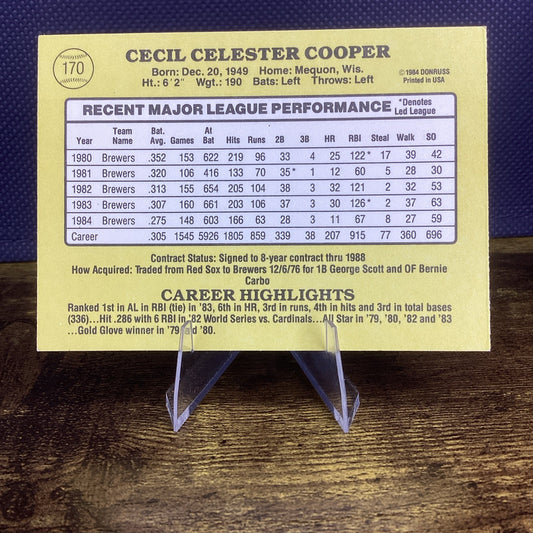 170
CECIL CELESTER COOPER
Born: Dec. 20, 1949 Home: Mequon, Wis.
Ht.: 6'2" Wgt.: 190 Bats: Left Throws: Left
© 1984 DONRUSS
Printed in USA
RECENT MAJOR LEAGUE PERFORMANCE *Denotes Led League
Year Team Name Bat. Avg. Games At Bat Hits Runs 2B 3B HR RBI Steal Walk SO
1980 Brewers .352 153 622 219 96 33 4 25 122* 17 39 42
1981 Brewers .320 106 416 133 70 35* 1 12 60 5 28 30
1982 Brewers .313 155 654 205 104 38 3 32 121 2 32 53
1983 Brewers .307 160 661 203 106 37 3 30 126* 2 37 63
1984 Brewers .275 148 603 166 63 28 3 11 67 8 27 59
Career .305 1545 5926 1805 859 339 38 207 915 77 360 696
Contract Status: Signed to 8-year contract thru 1988
How Acquired: Traded from Red Sox to Brewers 12/6/76 for 1B George Scott and OF Bernie
Carbo
CAREER HIGHLIGHTS
Ranked 1st in AL in RBI (tie) in '83, 6th in HR, 3rd in runs, 4th in hits and 3rd in total bases
(336)...Hit .286 with 6 RBI in '82 World Series vs. Cardinals...All Star in '79, '80, '82 and '83
...Gold Glove winner in '79 and '80.